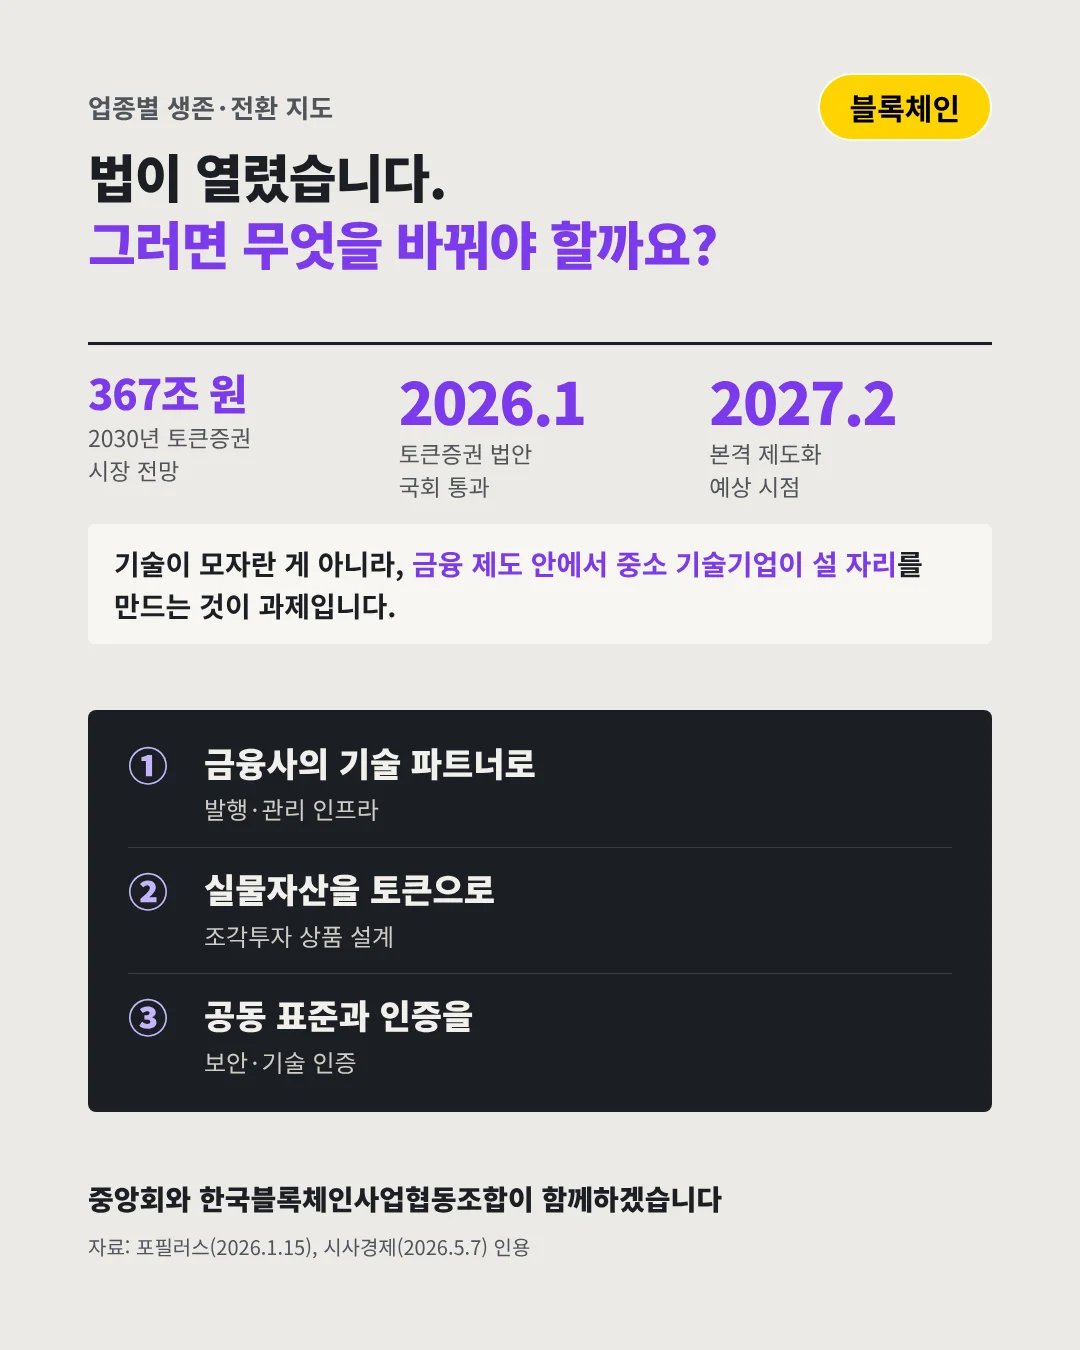 업종별 생존·전환 지도
블록체인
법이 열렸습니다.
그러면 무엇을 바꿔야 할까요?
367조 원
2030년 토큰증권
시장 전망
2026.1
토큰증권 법안
국회 통과
2027.2
본격 제도화
예상 시점
기술이 모자란 게 아니라, 금융 제도 안에서 중소 기술기업이 설 자리를
만드는 것이 과제입니다.
① 금융사의 기술 파트너로
발행·관리 인프라
② 실물자산을 토큰으로
조각투자 상품 설계
③ 공동 표준과 인증을
보안·기술 인증
중앙회와 한국블록체인사업협동조합이 함께하겠습니다
자료: 포필러스(2026.1.15), 시사경제(2026.5.7) 인용